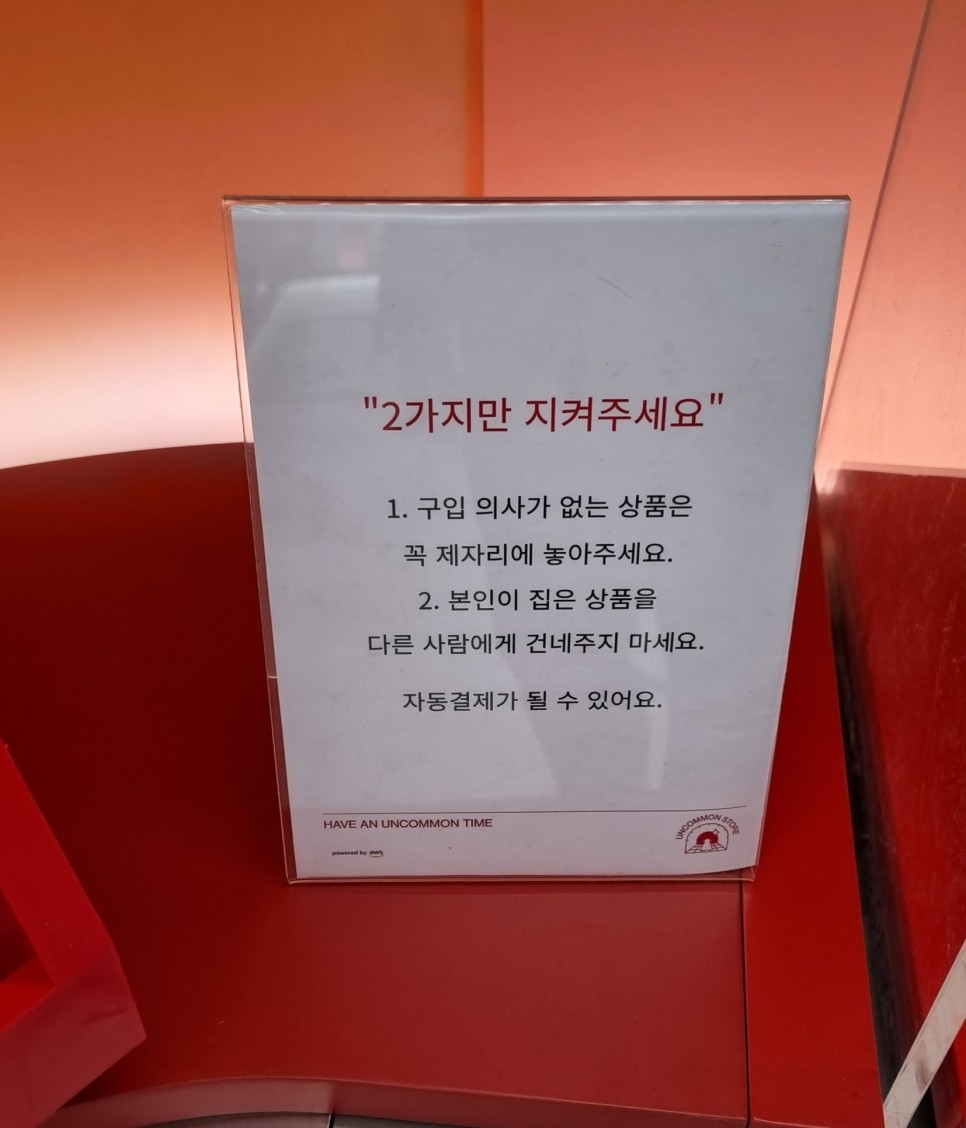 "2가지만 지켜주세요"
1. 구입 의사가 없는 상품은
꼭 제자리에 놓아주세요.
2. 본인이 집은 상품을
다른 사람에게 건네주지 마세요.
자동결제가 될 수 있어요.
HAVE AN UNCOMMON TIME
UNCOMMON STORE
powered by aws